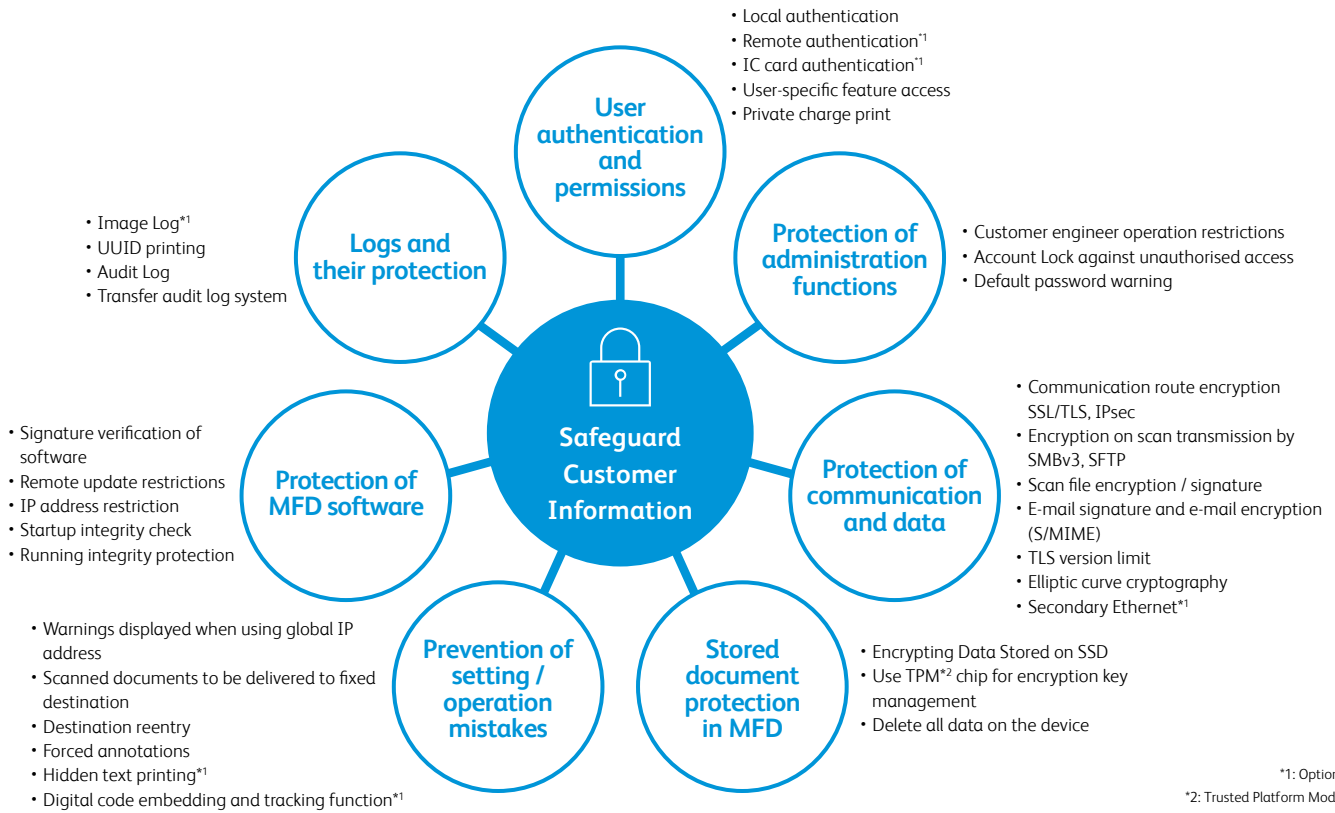 • Local authentication
• Remote authentication*1
• IC card authentication*1
• User-specific feature access
• Private charge print
User
authentication
and
permissions
• Image Log*1
• UUID printing
• Audit Log
• Transfer audit log system
Logs and
their protection
Protection of
administration
functions
• Customer engineer operation restrictions
• Account Lock against unauthorised access
• Default password warning
Safeguard
Customer
Information
• Signature verification of
software
• Remote update restrictions
• IP address restriction
• Startup integrity check
• Running integrity protection
Protection of
MFD software
Protection of
communication
and data
• Communication route encryption
SSL/TLS, IPsec
• Encryption on scan transmission by
SMBv3, SFTP
• Scan file encryption / signature
• E-mail signature and e-mail encryption
(S/MIME)
• TLS version limit
• Elliptic curve cryptography
• Secondary Ethernet*1
• Warnings displayed when using global IP
address
• Scanned documents to be delivered to fixed
destination
• Destination reentry
• Forced annotations
• Hidden text printing*1
• Digital code embedding and tracking function*1
Prevention of
setting /
operation
mistakes
Stored
document
protection
in MFD
• Encrypting Data Stored on SSD
• Use TPM*2 chip for encryption key
management
• Delete all data on the device
*1: Option
*2: Trusted Platform Mod